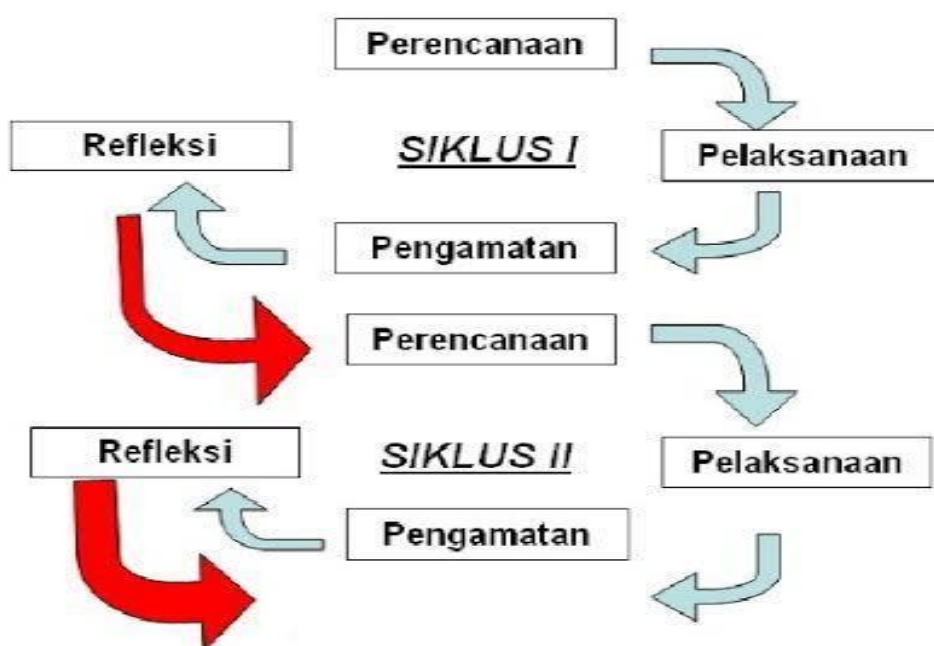 Perencanaan
Refleksi
SIKLUS I
Pelaksanaan
Pengamatan
Perencanaan
Refleksi
SIKLUS II
Pelaksanaan
Pengamatan